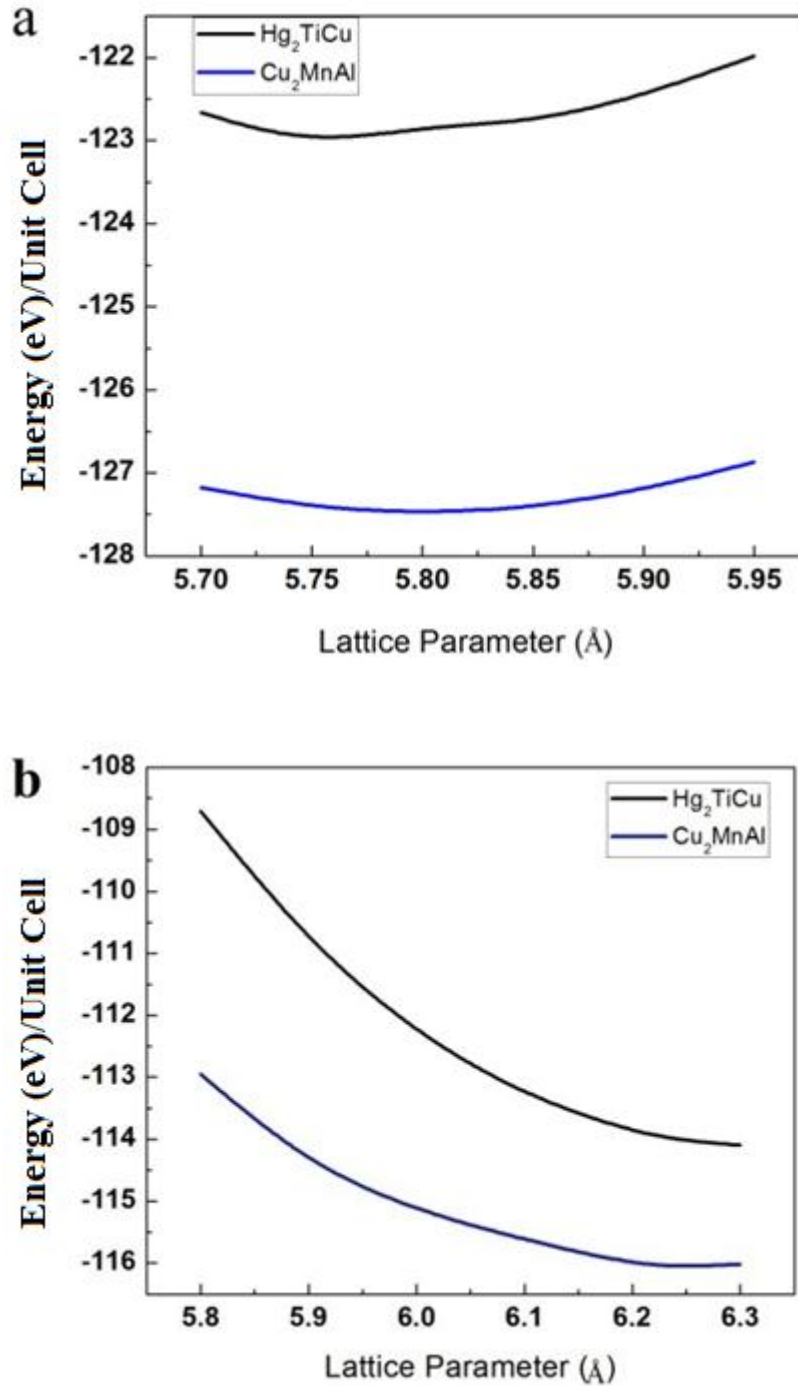 a
Hg₂TiCu
Cu₂MnAl
Energy (eV)/Unit Cell
-122
-123
-124
-125
-126
-127
-128
5.70 5.75 5.80 5.85 5.90 5.95
Lattice Parameter (Å)
b
Hg₂TiCu
Cu₂MnAl
Energy (eV)/Unit Cell
-108
-109
-110
-111
-112
-113
-114
-115
-116
5.8 5.9 6.0 6.1 6.2 6.3
Lattice Parameter (Å)